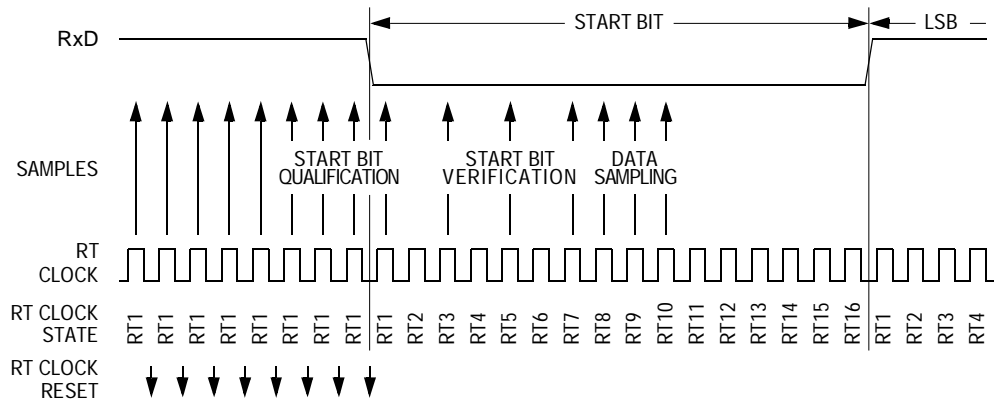 START BIT
LSB
RxD
SAMPLES
START BIT
QUALIFICATION
START BIT
VERIFICATION
DATA
SAMPLING
RT
CLOCK
RT CLOCK
STATE
RT1 RT1 RT1 RT1 RT1 RT1 RT1 RT1 RT1 RT2 RT3 RT4 RT5 RT6 RT7 RT8 RT9 RT10 RT11 RT12 RT13 RT14 RT15 RT16 RT1 RT2 RT3 RT4
RT CLOCK
RESET